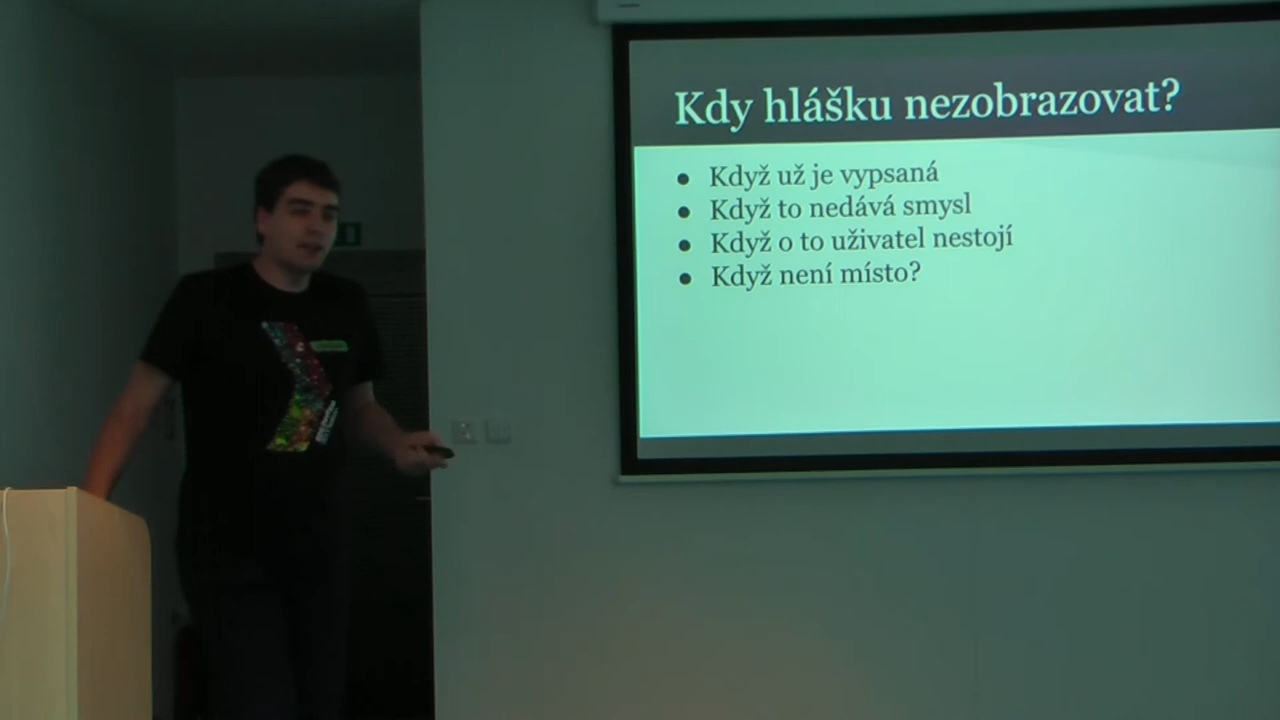 Kdy hlášku nezobrazovat?
● Když už je vypsaná
● Když to nedává smysl
● Když o to uživatel nestojí
● Když není místo?